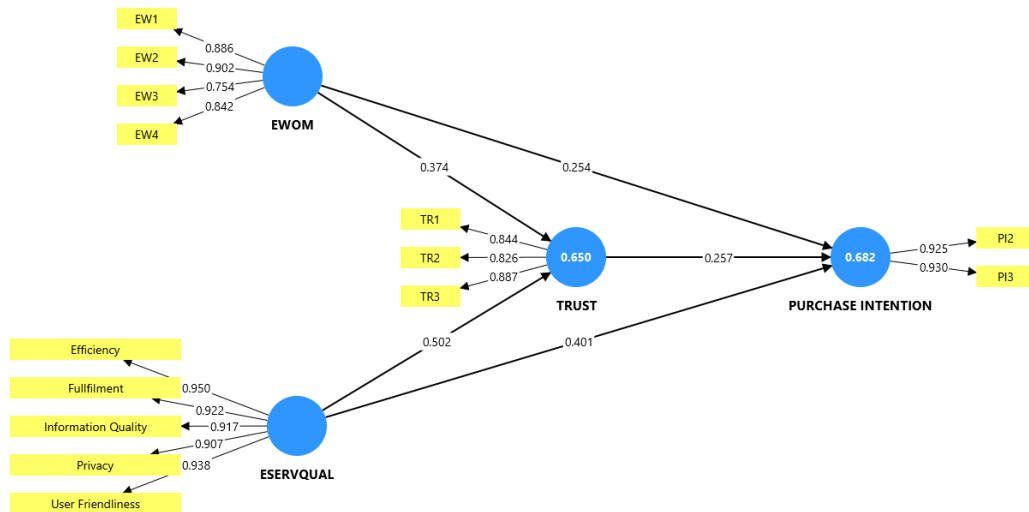 EW1
0.886
EW2
0.902
EW3
0.754
0.842
EW4
EWOM
0.374
0.254
TR1
0.844
TR2
0.826
0.887
TR3
0.650
TRUST
0.257
0.682
PURCHASE INTENTION
0.925
PI2
0.930
PI3
0.502
0.401
Efficiency
0.950
Fullfilment
0.922
Information Quality
0.917
0.907
Privacy
0.938
User Friendliness
ESERVQUAL